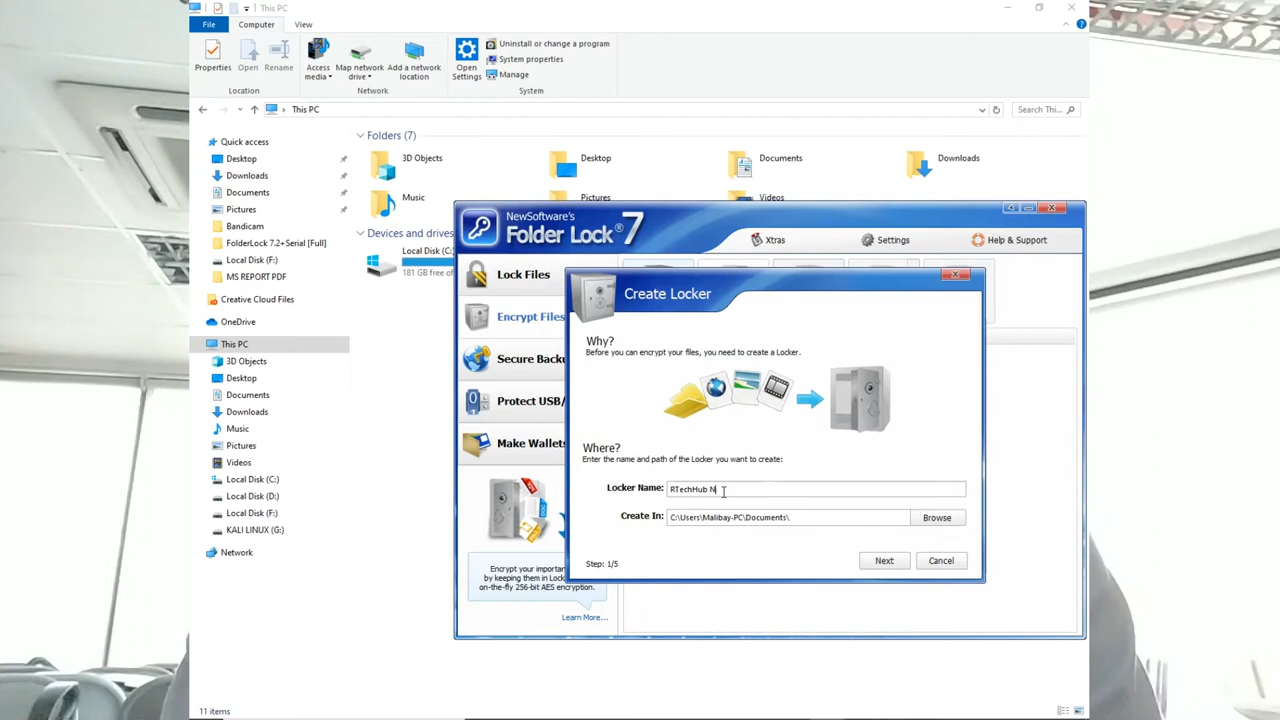 This PC
File Computer View
Properties Open Rename Access media Map network drive Add a network location Open Settings Uninstall or change a program
System properties
Manage
Location Network System
This PC Search Thi...
Quick access
Desktop
Downloads
Documents
Pictures
Bandicam
FolderLock 7.2+Serial [Full]
Local Disk (F:)
MS REPORT PDF
Creative Cloud Files
OneDrive
This PC
3D Objects
Desktop
Documents
Downloads
Music
Pictures
Videos
Local Disk (C:)
Local Disk (D:)
Local Disk (F:)
KALI LINUX (G:)
Network
11 items
Folders (7)
3D Objects Desktop Documents Downloads
Music Pictures Videos
Devices and drives
Local Disk (C:
181 GB free of
NewSoftware's
Folder Lock® 7
Xtras Settings Help & Support
Lock Files
Encrypt Files
Secure Back
Protect USB/
Make Wallets
Encrypt your importan
by keeping them in Lock
on-the-fly 256-bit AES encryption.
Learn More...
Create Locker
Why?
Before you can encrypt your files, you need to create a Locker.
Where?
Enter the name and path of the Locker you want to create:
Locker Name: RTechHub N
Create In: C:\Users\Malibay-PC\Documents\ Browse
Step: 1/5 Next Cancel